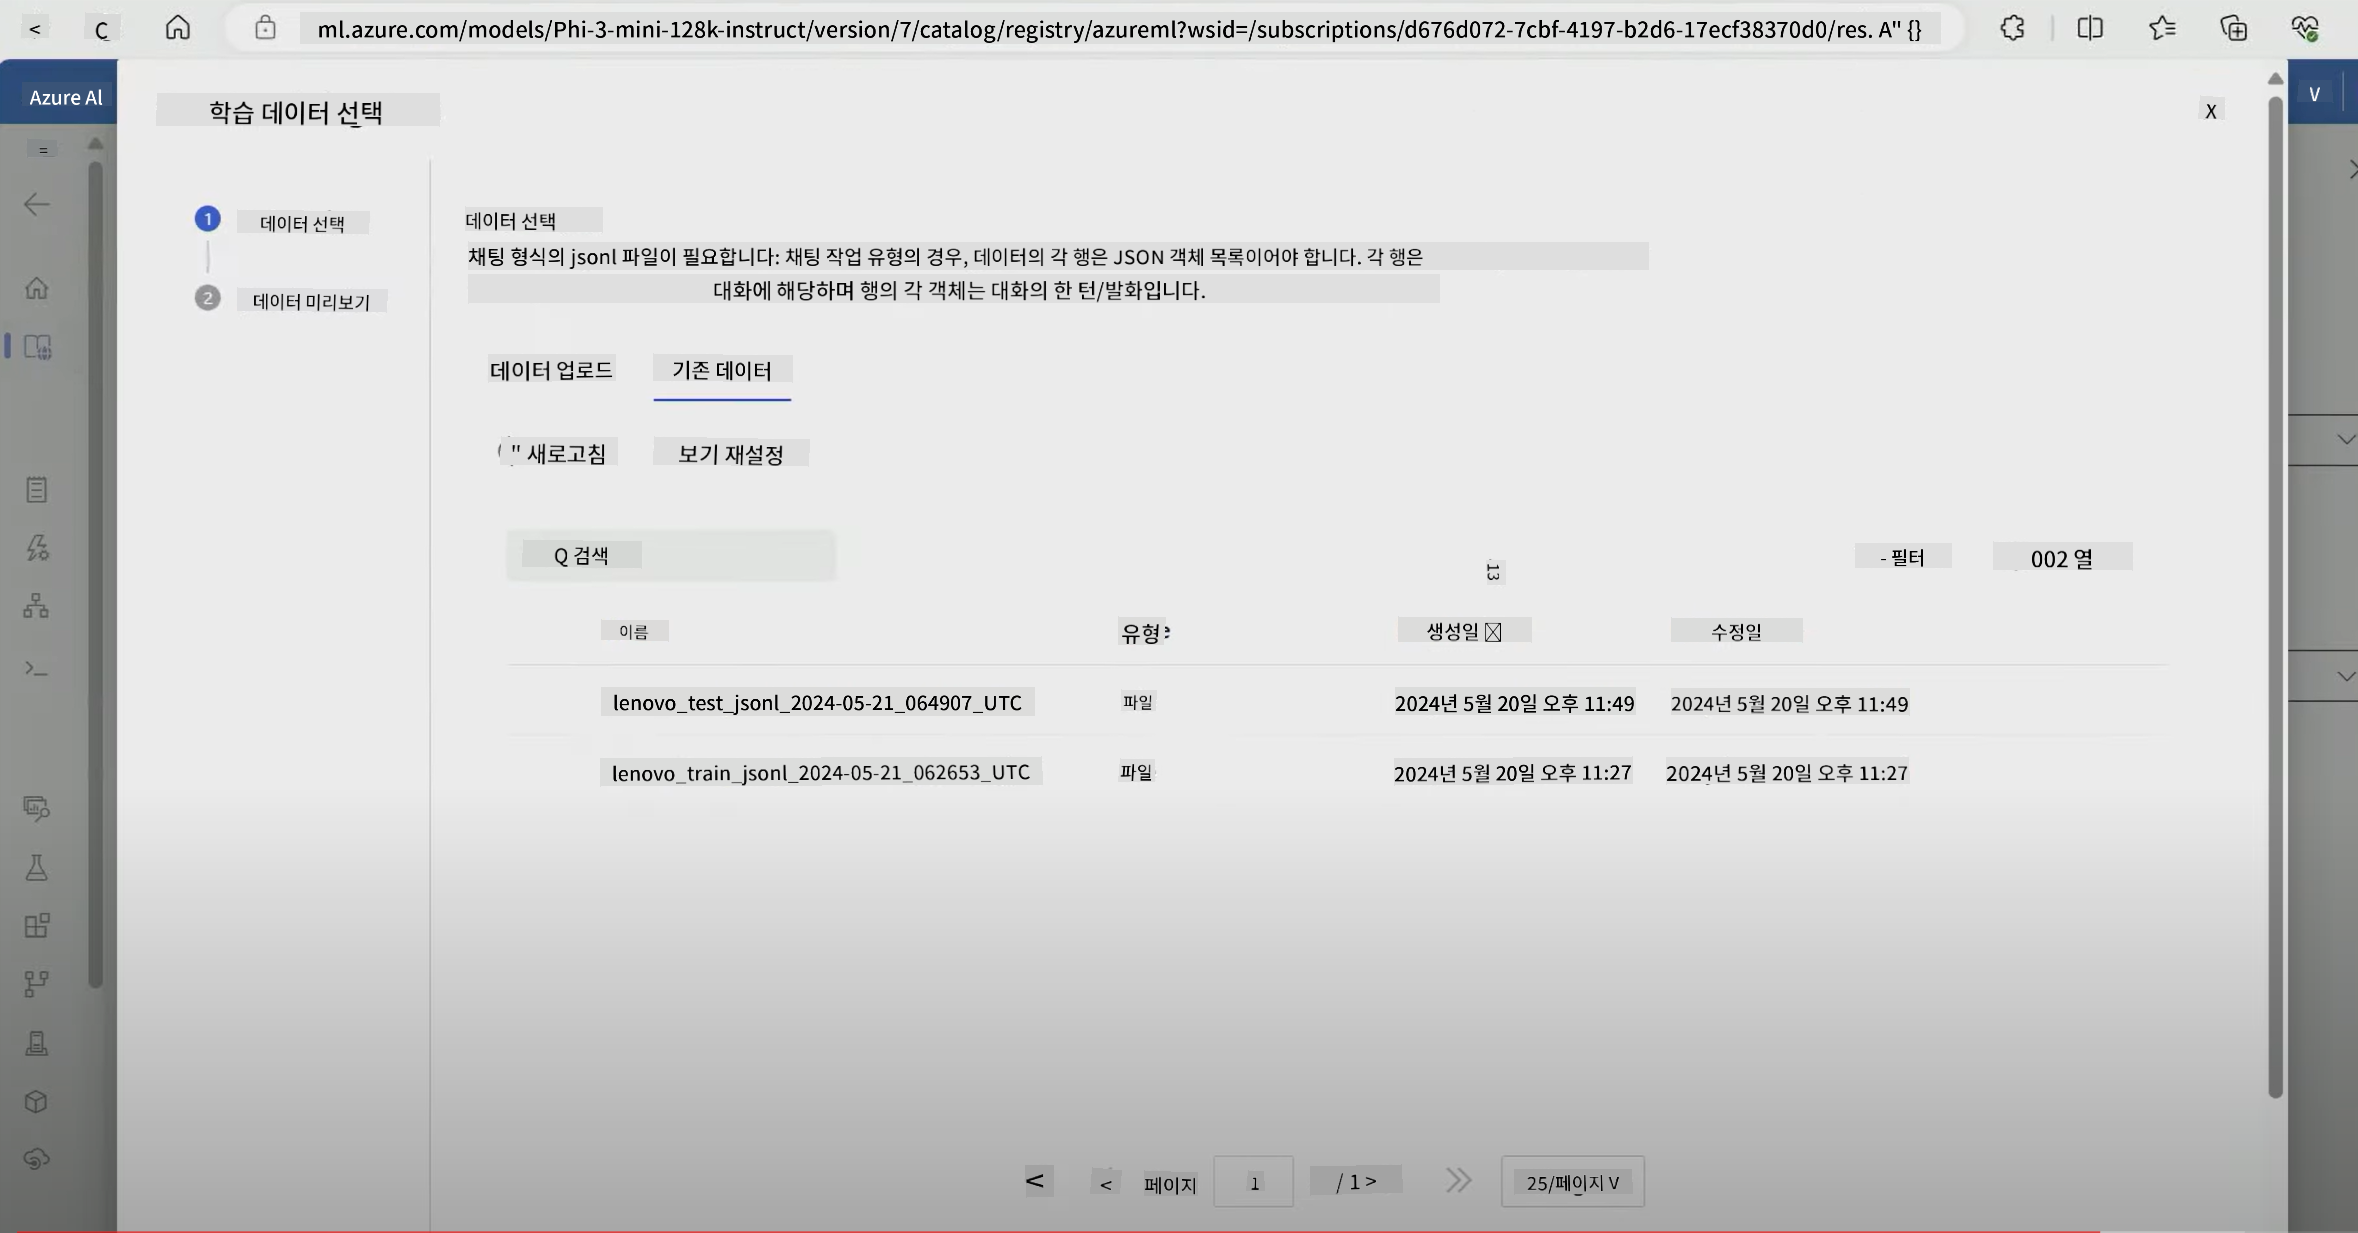 ml.azure.com/models/Phi-3-mini-128k-instruct/version/7/catalog/registry/azureml?wsid=/subscriptions/d676d072-7cbf-4197-b2d6-17ecf38370d0/res. A" {}
Azure Al
V
학습 데이터 선택
X
1 데이터 선택
2 데이터 미리보기
데이터 선택
채팅 형식의 jsonl 파일이 필요합니다: 채팅 작업 유형의 경우, 데이터의 각 행은 JSON 객체 목록이어야 합니다. 각 행은
대화에 해당하며 행의 각 객체는 대화의 한 턴/발화입니다.
데이터 업로드 기존 데이터
" 새로고침 보기 재설정
Q 검색 13 - 필터 002 열
이름 유형 생성일 수정일
lenovo_test_jsonl_2024-05-21_064907_UTC 파일 2024년 5월 20일 오후 11:49 2024년 5월 20일 오후 11:49
lenovo_train_jsonl_2024-05-21_062653_UTC 파일 2024년 5월 20일 오후 11:27 2024년 5월 20일 오후 11:27
< < 페이지 1 / 1 > 25/페이지 V